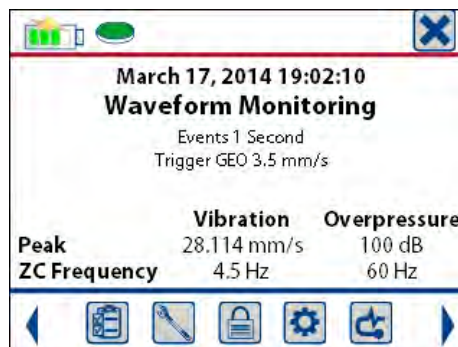 March 17, 2014 19:02:10
Waveform Monitoring
Events 1 Second
Trigger GEO 3.5 mm/s
Vibration Overpressure
Peak 28.114 mm/s 100 dB
ZC Frequency 4.5 Hz 60 Hz